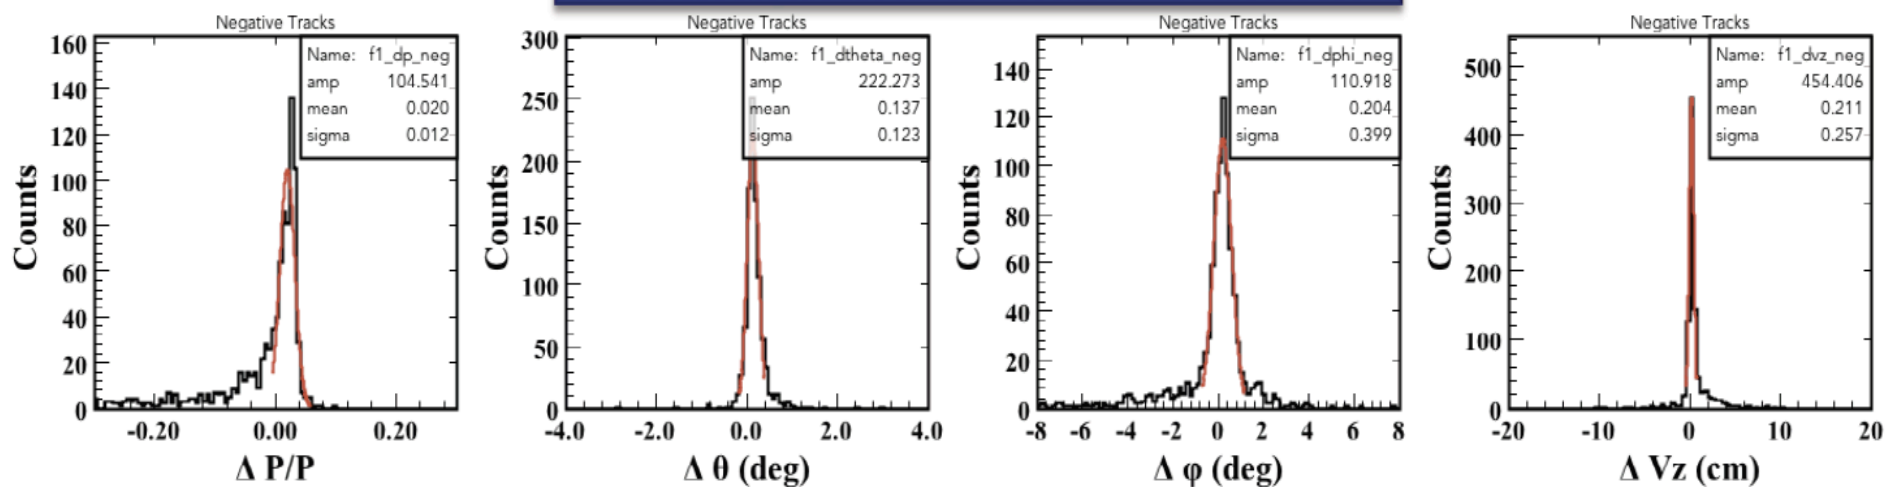 Negative Tracks
Name: f1_dp_neg
amp 104.541
mean 0.020
sigma 0.012
160
140
120
100
80
60
40
20
0
Counts
-0.20 0.00 0.20
Δ P/P
Negative Tracks
Name: f1_dtheta_neg
amp 222.273
mean 0.137
sigma 0.123
300
250
200
150
100
50
0
Counts
-4.0 -2.0 0.0 2.0 4.0
Δ θ (deg)
Negative Tracks
Name: f1_dphi_neg
amp 110.918
mean 0.204
sigma 0.399
140
120
100
80
60
40
20
0
Counts
-8 -6 -4 -2 0 2 4 6 8
Δ φ (deg)
Negative Tracks
Name: f1_dvz_neg
amp 454.406
mean 0.211
sigma 0.257
500
400
300
200
100
0
Counts
-20 -10 0 10 20
Δ Vz (cm)